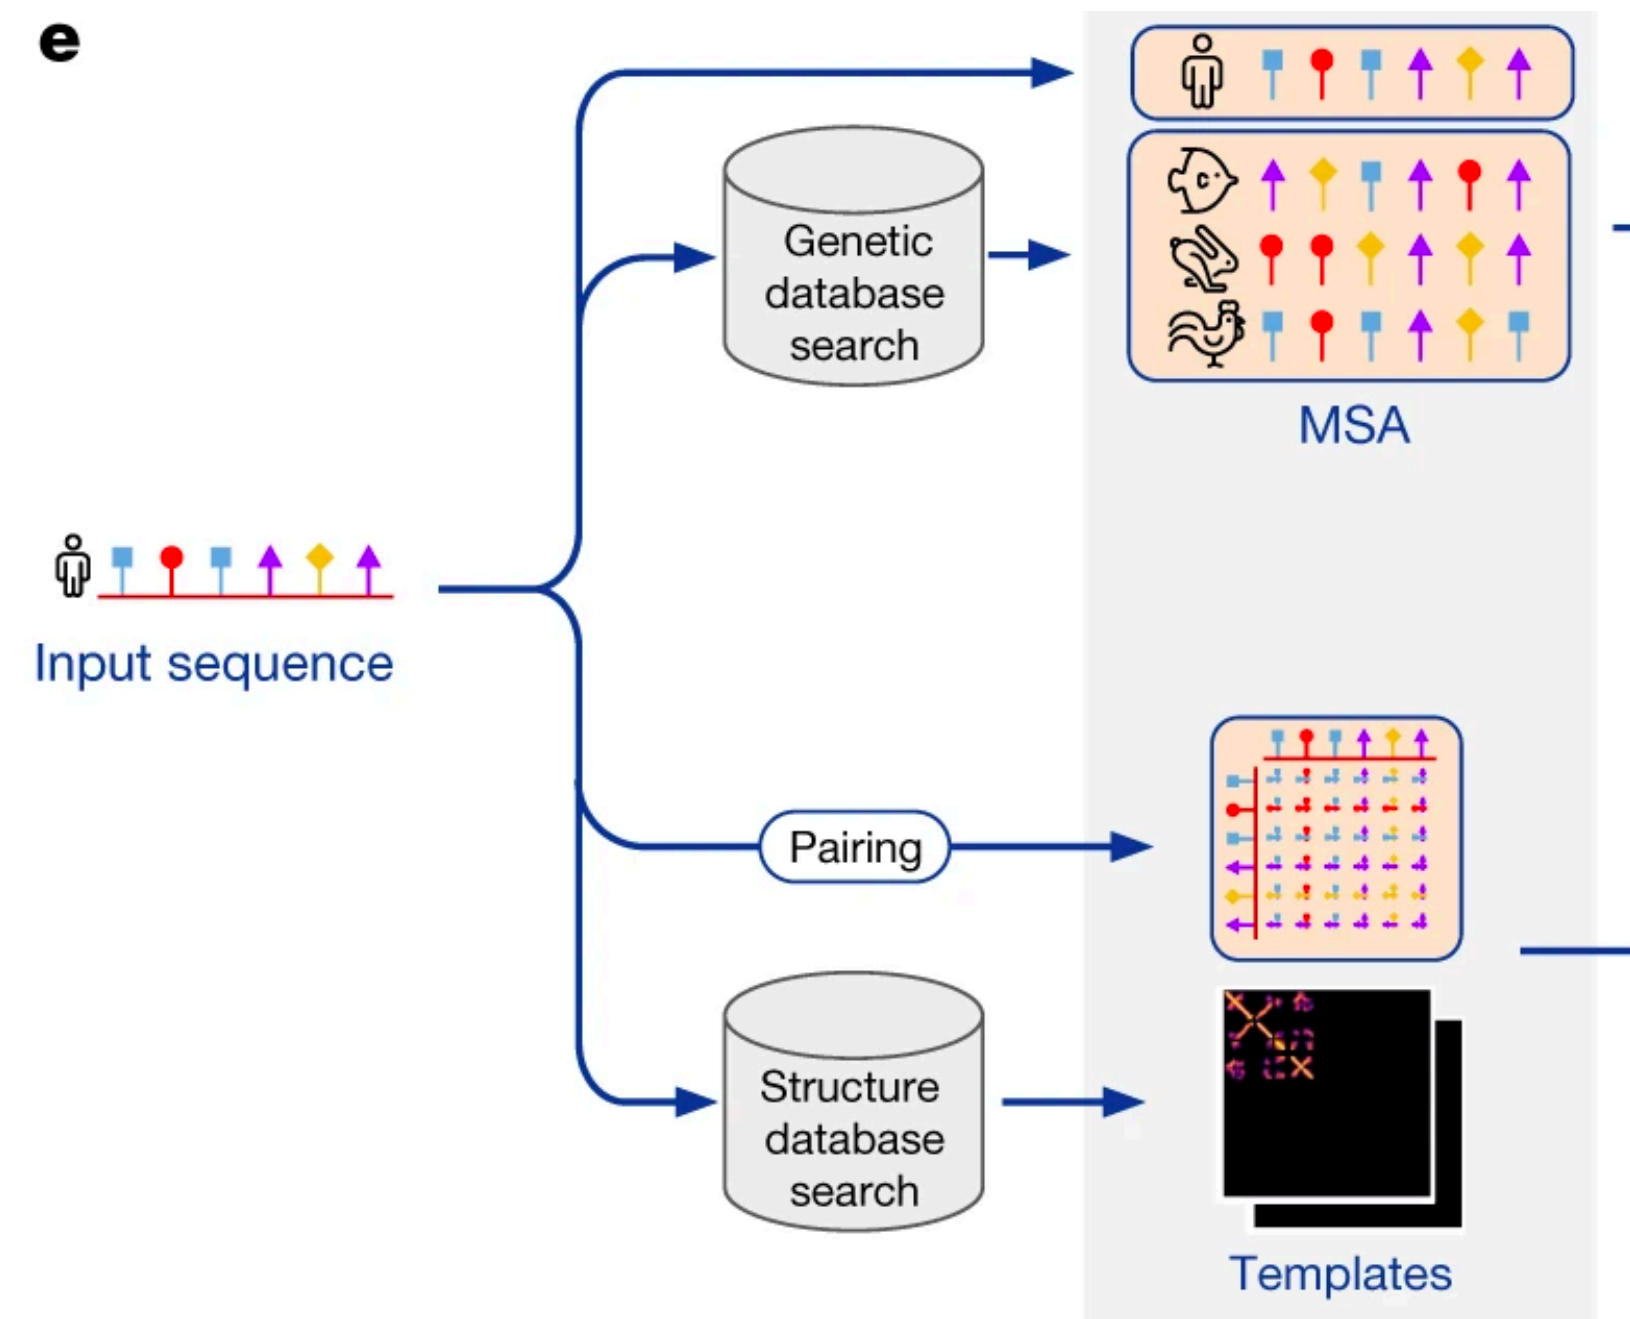 e
Genetic
database
search
MSA
Input sequence
Pairing
Structure
database
search
Templates